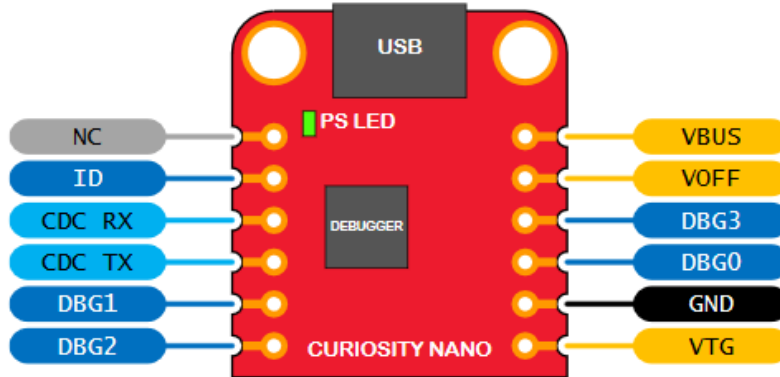 USB
PS LED
NC
VBUS
ID
VOFF
CDC RX
DBG3
DEBUGGER
CDC TX
DBG0
DBG1
GND
DBG2
CURIOSITY NANO
VTG